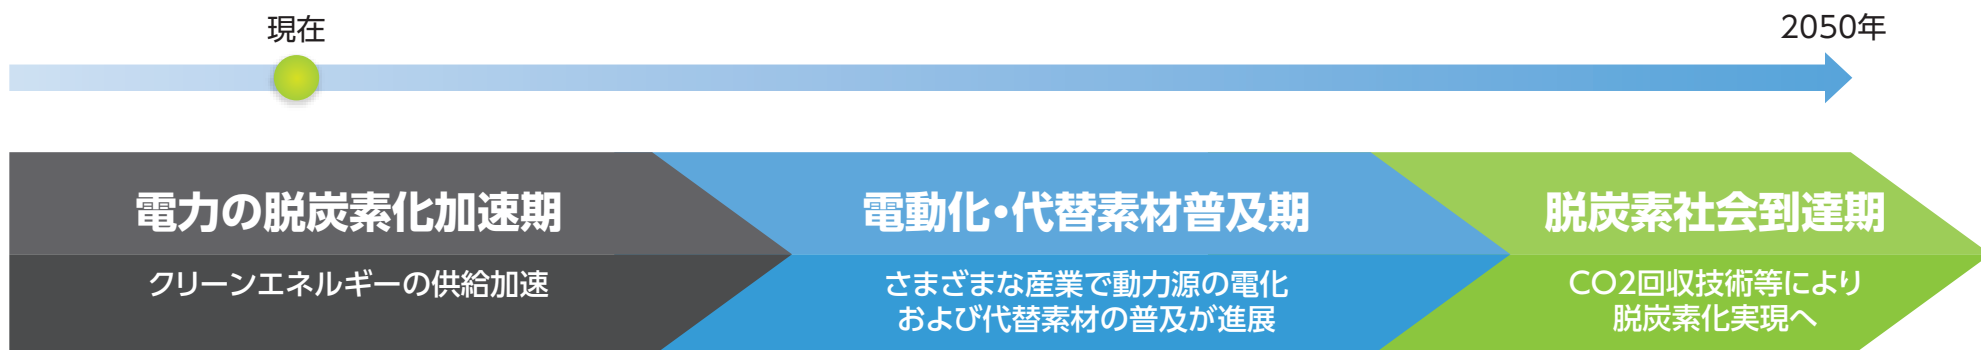 現在
2050年
電力の脱炭素化加速期
電動化・代替素材普及期
脱炭素社会到達期
クリーンエネルギーの供給加速
さまざまな産業で動力源の電化
および代替素材の普及が進展
CO2回収技術等により
脱炭素化実現へ